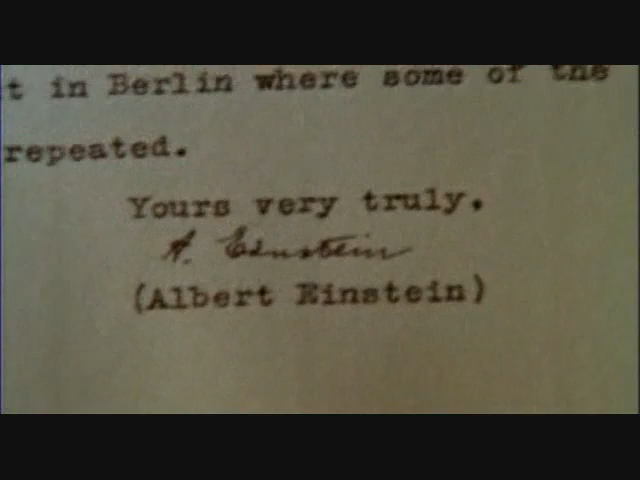 t in Berlin where some of the
repeated.
Yours very truly.
A. Einstein
(Albert Einstein)